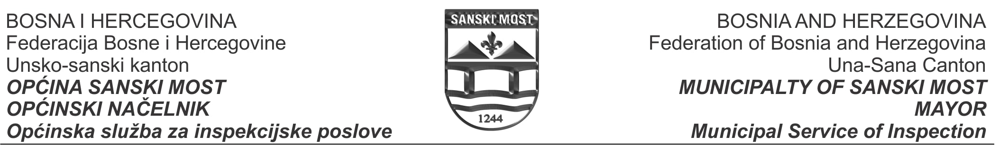 BOSNA I HERCEGOVINA
Federacija Bosne i Hercegovine
Unsko-sanski kanton
OPĆINA SANSKI MOST
OPĆINSKI NAČELNIK
Općinska služba za inspekcijske poslove
SANSKI MOST
1244
BOSNIA AND HERZEGOVINA
Federation of Bosnia and Herzegovina
Una-Sana Canton
MUNICIPALTY OF SANSKI MOST
MAYOR
Municipal Service of Inspection